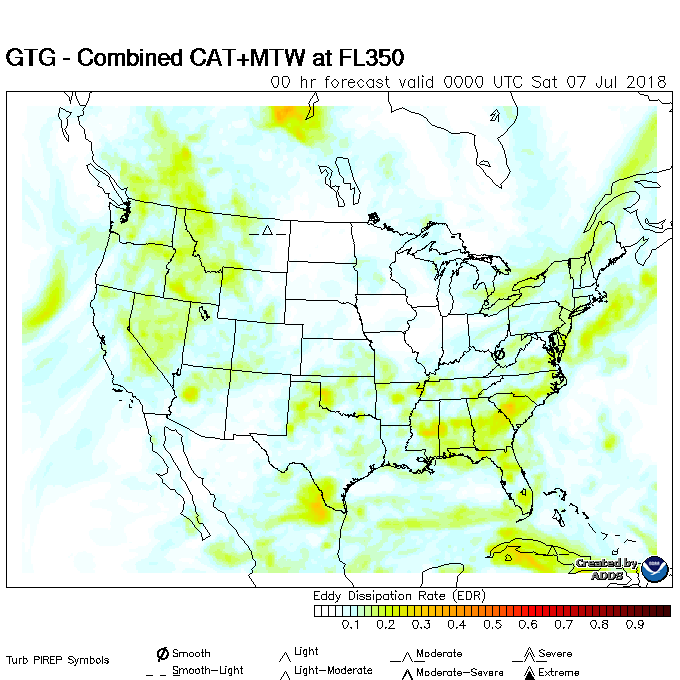 GTG - Combined CAT+MTW at FL350
00 hr forecast valid 0000 UTC Sat 07 Jul 2018
Created by
ADDS
Eddy Dissipation Rate (EDR)
0.1 0.2 0.3 0.4 0.5 0.6 0.7 0.8 0.9
Turb PIREP Symbols
Smooth
Light
Moderate
Severe
Smooth-Light
Light-Moderate
Moderate-Severe
Extreme